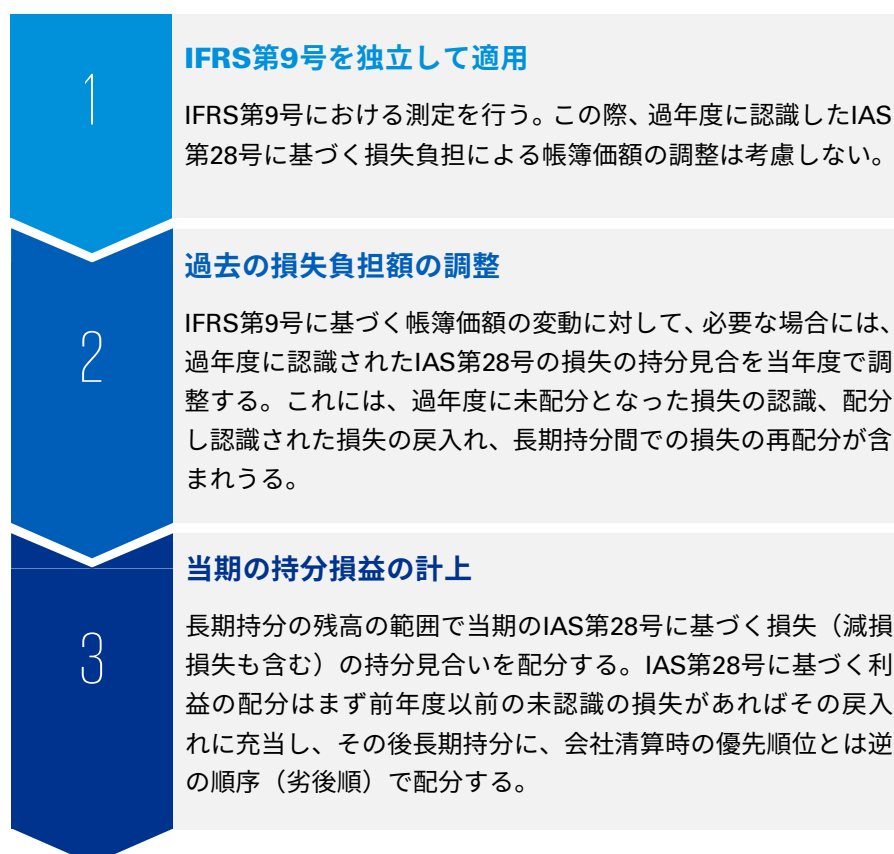 1
IFRS第9号を独立して適用
IFRS第9号における測定を行う。この際、過年度に認識したIAS
第28号に基づく損失負担による帳簿価額の調整は考慮しない。
2
過去の損失負担額の調整
IFRS第9号に基づく帳簿価額の変動に対して、必要な場合には、
過年度に認識されたIAS第28号の損失の持分見合を当年度で調
整する。これには、過年度に未配分となった損失の認識、配分
し認識された損失の戻入れ、長期持分間での損失の再配分が含
まれうる。
3
当期の持分損益の計上
長期持分の残高の範囲で当期のIAS第28号に基づく損失（減損
損失も含む）の持分見合いを配分する。IAS第28号に基づく利
益の配分はまず前年度以前の未認識の損失があればその戻入
れに充当し、その後長期持分に、会社清算時の優先順位とは逆
の順序（劣後順）で配分する。